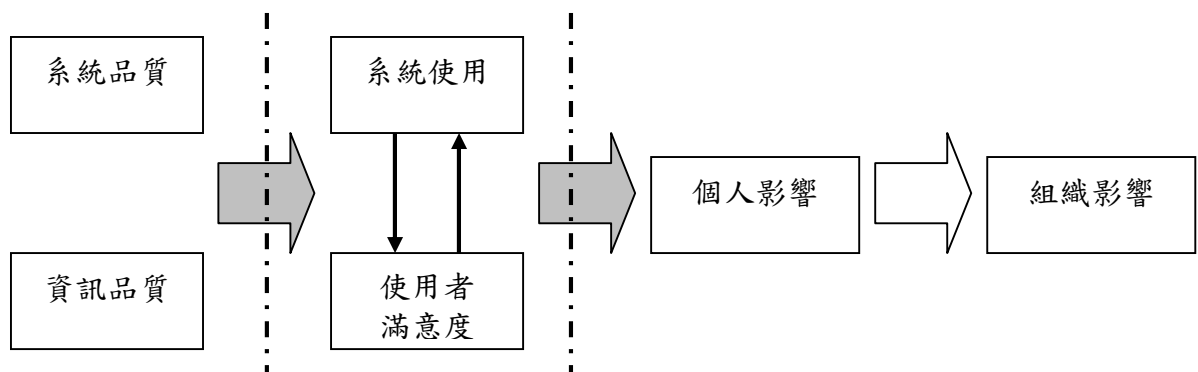 系統品質
系統使用
個人影響
組織影響
資訊品質
使用者
滿意度